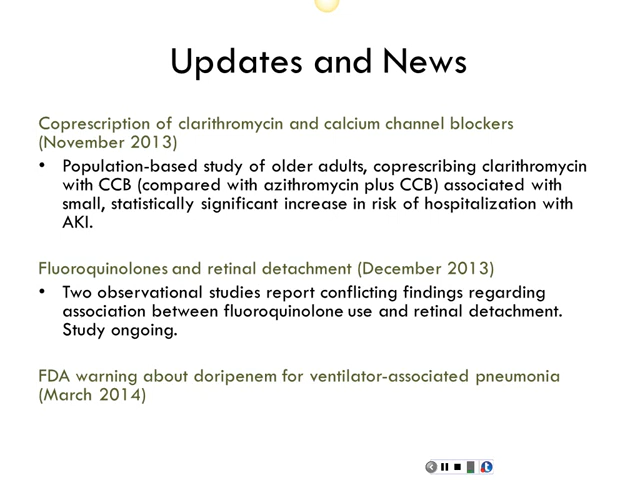 Updates and News
Coprescription of clarithromycin and calcium channel blockers
(November 2013)
• Population-based study of older adults, coprescribing clarithromycin
with CCB (compared with azithromycin plus CCB) associated with
small, statistically significant increase in risk of hospitalization with
AKI.
Fluoroquinolones and retinal detachment (December 2013)
• Two observational studies report conflicting findings regarding
association between fluoroquinolone use and retinal detachment.
Study ongoing.
FDA warning about doripenem for ventilator-associated pneumonia
(March 2014)
t